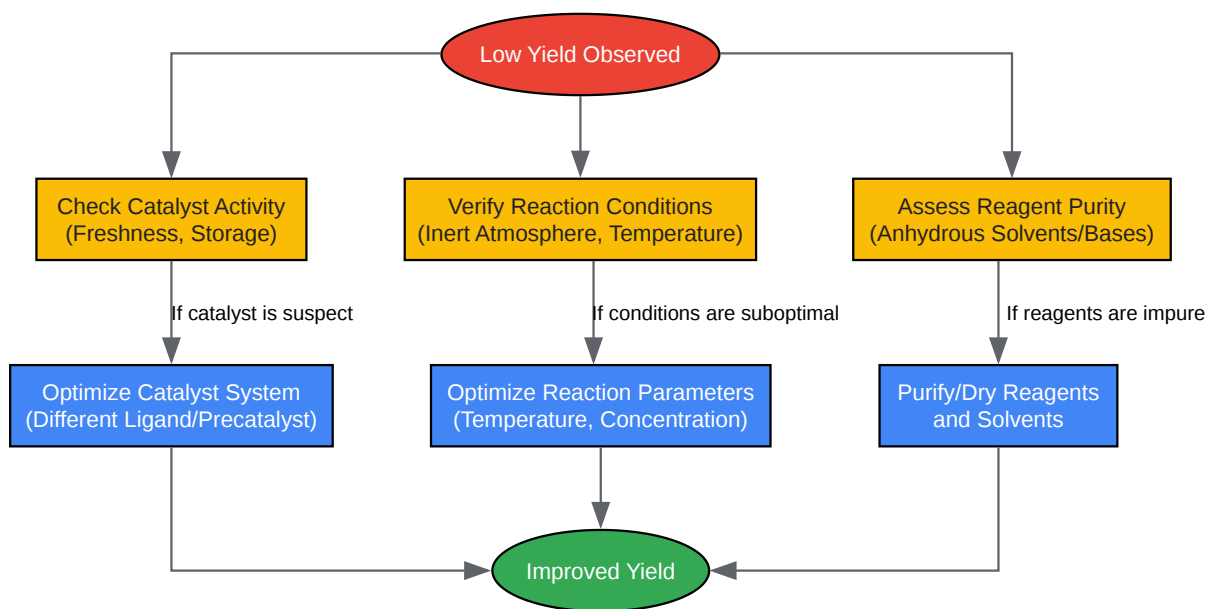 Low Yield Observed
Check Catalyst Activity
(Freshness, Storage)
Verify Reaction Conditions
(Inert Atmosphere, Temperature)
Assess Reagent Purity
(Anhydrous Solvents/Bases)
If catalyst is suspect
If conditions are suboptimal
If reagents are impure
Optimize Catalyst System
(Different Ligand/Precatalyst)
Optimize Reaction Parameters
(Temperature, Concentration)
Purify/Dry Reagents
and Solvents
Improved Yield